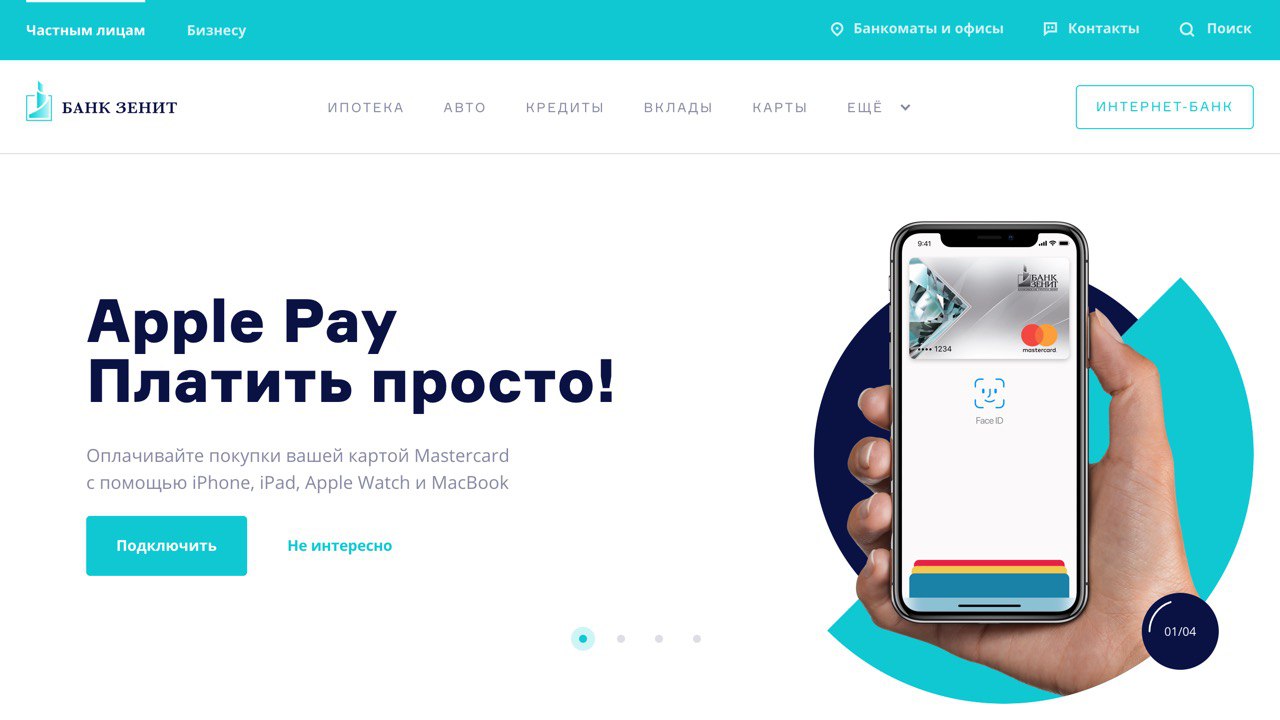 Частным лицам
Бизнесу
Банкоматы и офисы
Контакты
Поиск
БАНК ЗЕНИТ
ИПОТЕКА
АВТО
КРЕДИТЫ
ВКЛАДЫ
КАРТЫ
ЕЩЁ
ИНТЕРНЕТ-БАНК
Apple Pay
Платить просто!
Оплачивайте покупки вашей картой Mastercard
с помощью iPhone, iPad, Apple Watch и MacBook
Подключить
Не интересно
9:41
БАНК
ЗЕНИТ
•••• 1234
mastercard.
Face ID
01/04